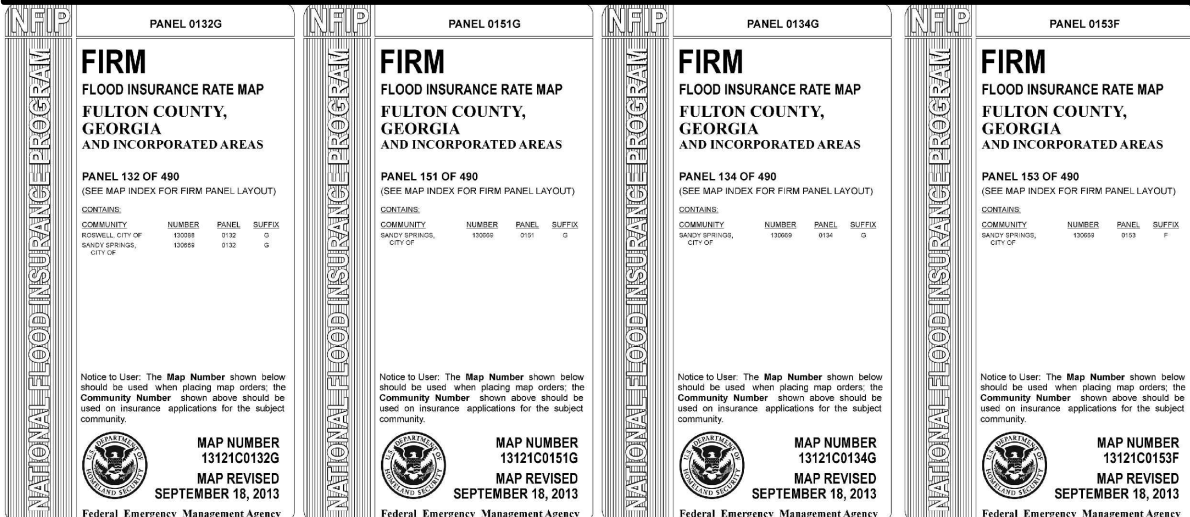 NFIP
NATIONAL FLOOD INSURANCE PROGRAM
PANEL 0132G
FIRM
FLOOD INSURANCE RATE MAP
FULTON COUNTY,
GEORGIA
AND INCORPORATED AREAS
PANEL 132 OF 490
(SEE MAP INDEX FOR FIRM PANEL LAYOUT)
CONTAINS:
COMMUNITY NUMBER PANEL SUFFIX
ROSWELL, CITY OF 130088 0132 G
SANDY SPRINGS, 130669 0132 G
CITY OF
Notice to User: The Map Number shown below
should be used when placing map orders; the
Community Number shown above should be
used on insurance applications for the subject
community.
U.S. DEPARTMENT OF HOMELAND SECURITY
MAP NUMBER
13121C0132G
MAP REVISED
SEPTEMBER 18, 2013
Federal Emergency Management Agency
NFIP
NATIONAL FLOOD INSURANCE PROGRAM
PANEL 0151G
FIRM
FLOOD INSURANCE RATE MAP
FULTON COUNTY,
GEORGIA
AND INCORPORATED AREAS
PANEL 151 OF 490
(SEE MAP INDEX FOR FIRM PANEL LAYOUT)
CONTAINS:
COMMUNITY NUMBER PANEL SUFFIX
SANDY SPRINGS, 130669 0151 G
CITY OF
Notice to User: The Map Number shown below
should be used when placing map orders; the
Community Number shown above should be
used on insurance applications for the subject
community.
U.S. DEPARTMENT OF HOMELAND SECURITY
MAP NUMBER
13121C0151G
MAP REVISED
SEPTEMBER 18, 2013
Federal Emergency Management Agency
NFIP
NATIONAL FLOOD INSURANCE PROGRAM
PANEL 0134G
FIRM
FLOOD INSURANCE RATE MAP
FULTON COUNTY,
GEORGIA
AND INCORPORATED AREAS
PANEL 134 OF 490
(SEE MAP INDEX FOR FIRM PANEL LAYOUT)
CONTAINS:
COMMUNITY NUMBER PANEL SUFFIX
SANDY SPRINGS, 130669 0134 G
CITY OF
Notice to User: The Map Number shown below
should be used when placing map orders; the
Community Number shown above should be
used on insurance applications for the subject
community.
U.S. DEPARTMENT OF HOMELAND SECURITY
MAP NUMBER
13121C0134G
MAP REVISED
SEPTEMBER 18, 2013
Federal Emergency Management Agency
NFIP
NATIONAL FLOOD INSURANCE PROGRAM
PANEL 0153F
FIRM
FLOOD INSURANCE RATE MAP
FULTON COUNTY,
GEORGIA
AND INCORPORATED AREAS
PANEL 153 OF 490
(SEE MAP INDEX FOR FIRM PANEL LAYOUT)
CONTAINS:
COMMUNITY NUMBER PANEL SUFFIX
SANDY SPRINGS, 130669 0153 F
CITY OF
Notice to User: The Map Number shown below
should be used when placing map orders; the
Community Number shown above should be
used on insurance applications for the subject
community.
U.S. DEPARTMENT OF HOMELAND SECURITY
MAP NUMBER
13121C0153F
MAP REVISED
SEPTEMBER 18, 2013
Federal Emergency Management Agency